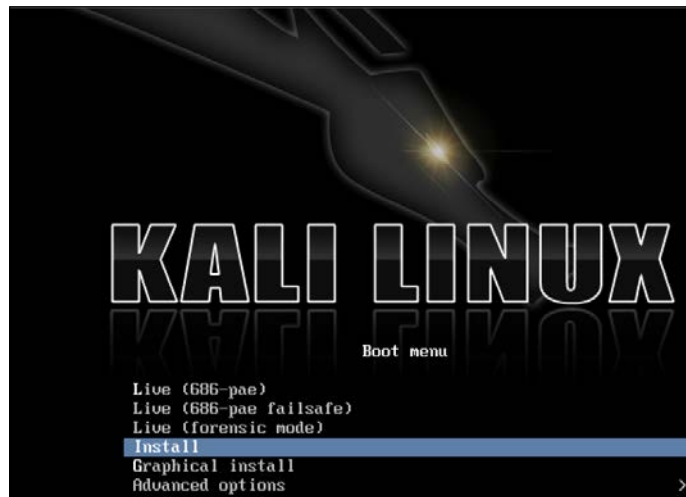 KALI LINUX
Boot menu
Live (686-pae)
Live (686-pae failsafe)
Live (forensic mode)
Install
Graphical install
Advanced options >